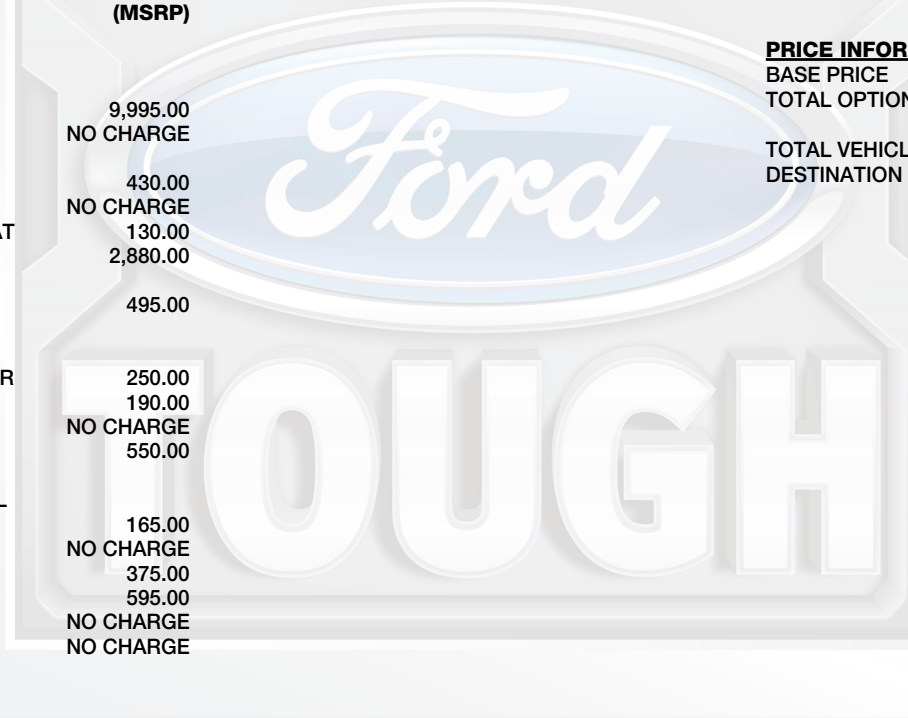 (MSRP)
PRICE INFOR
BASE PRICE
TOTAL OPTION
TOTAL VEHICL
DESTINATION
9,995.00
NO CHARGE
430.00
NO CHARGE
AT 130.00
2,880.00
495.00
R 250.00
190.00
NO CHARGE
550.00
165.00
NO CHARGE
375.00
595.00
NO CHARGE
NO CHARGE
Ford
TOUGH